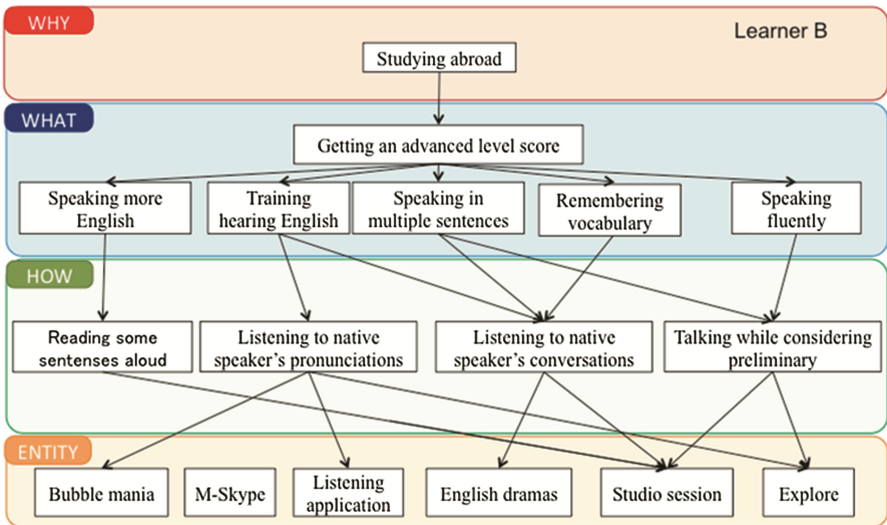 WHY
Learner B
Studying abroad
WHAT
Getting an advanced level score
Speaking more
English
Training
hearing English
Speaking in
multiple sentences
Remembering
vocabulary
Speaking
fluently
HOW
Reading some
sentences aloud
Listening to native
speaker's pronunciations
Listening to native
speaker's conversations
Talking while considering
preliminary
ENTITY
Bubble mania
M-Skype
Listening
application
English dramas
Studio session
Explore